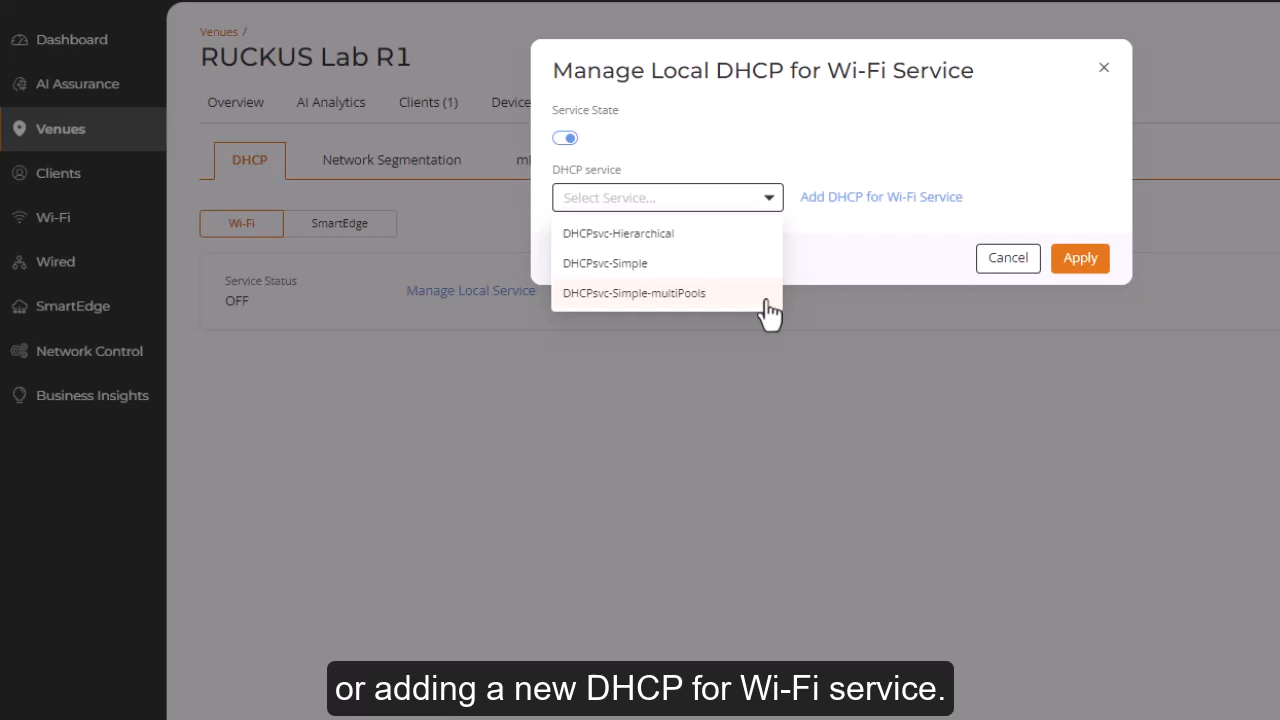 Dashboard
AI Assurance
Venues
Clients
Wi-Fi
Wired
SmartEdge
Network Control
Business Insights
Venues /
RUCKUS Lab R1
Overview
AI Analytics
Clients (1)
Device
DHCP
Network Segmentation
Wi-Fi
SmartEdge
Service Status
OFF
Manage Local Service
Manage Local DHCP for Wi-Fi Service
Service State
DHCP service
Select Service...
Add DHCP for Wi-Fi Service
DHCPsvc-Hierarchical
DHCPsvc-Simple
DHCPsvc-Simple-multiPools
Cancel
Apply
or adding a new DHCP for Wi-Fi service.